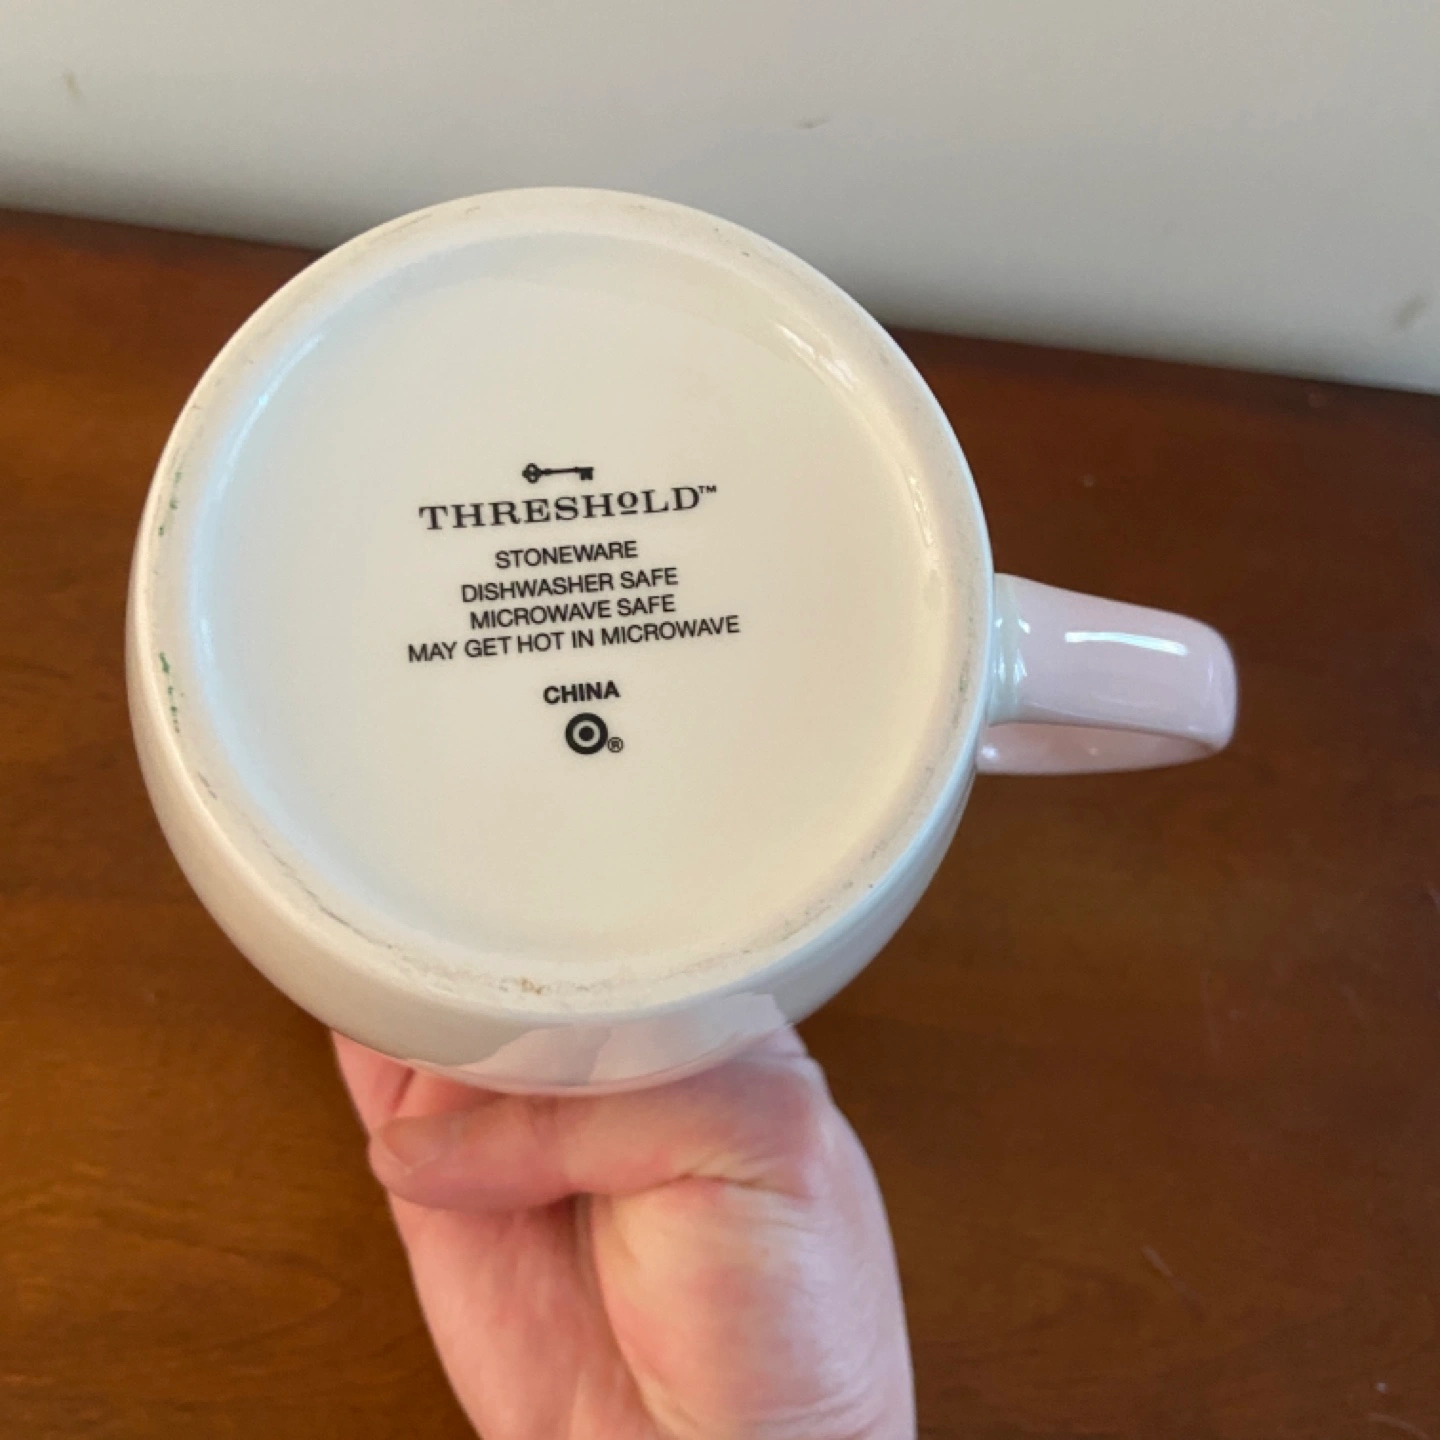 THRESHOLD™
STONEWARE
DISHWASHER SAFE
MICROWAVE SAFE
MAY GET HOT IN MICROWAVE
CHINA
®